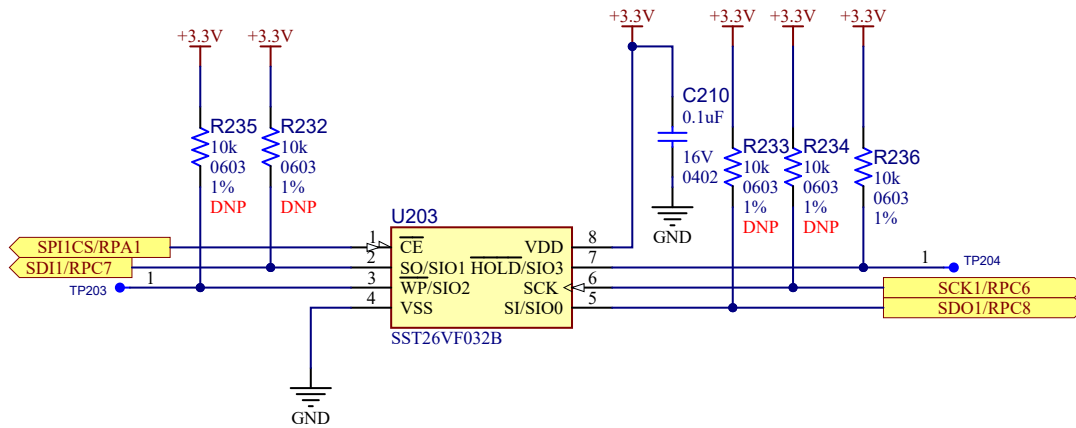 +3.3V
+3.3V
+3.3V
+3.3V
+3.3V
+3.3V
R235
10k
0603
1%
DNP
R232
10k
0603
1%
DNP
C210
0.1uF
16V
0402
GND
R233
10k
0603
1%
DNP
R234
10k
0603
1%
DNP
R236
10k
0603
1%
U203
SPI1CS/RPA1
1
CE
VDD
8
SDI1/RPC7
2
SO/SIO1
HOLD/SIO3
7
1
TP204
TP203
1
3
WP/SIO2
SCK
6
SCK1/RPC6
4
VSS
SI/SIO0
5
SDO1/RPC8
SST26VF032B
GND